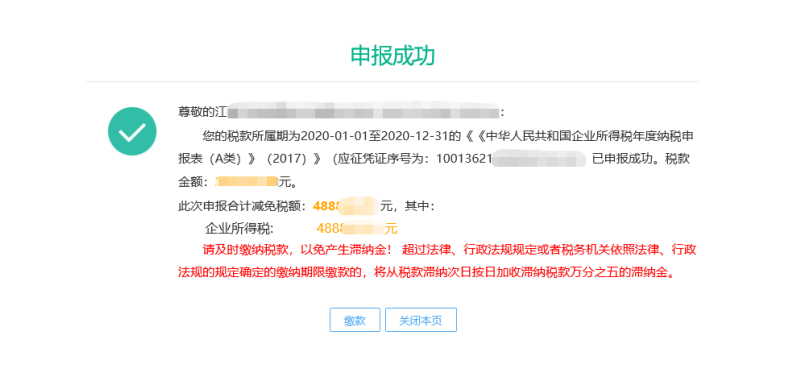 申报成功
尊敬的江:
您的税款所属期为2020-01-01至2020-12-31的《《中华人民共和国企业所得税年度纳税申
报表（A类）》（2017）》（应征凭证序号为：10013621 已申报成功。税款
金额： 元。
此次申报合计减免税额：488 元，其中：
企业所得税: 488 元
请及时缴纳税款，以免产生滞纳金！ 超过法律、行政法规规定或者税务机关依照法律、行政
法规的规定确定的缴纳期限缴款的，将从税款滞纳次日按日加收滞纳税款万分之五的滞纳金。
缴款 关闭本页